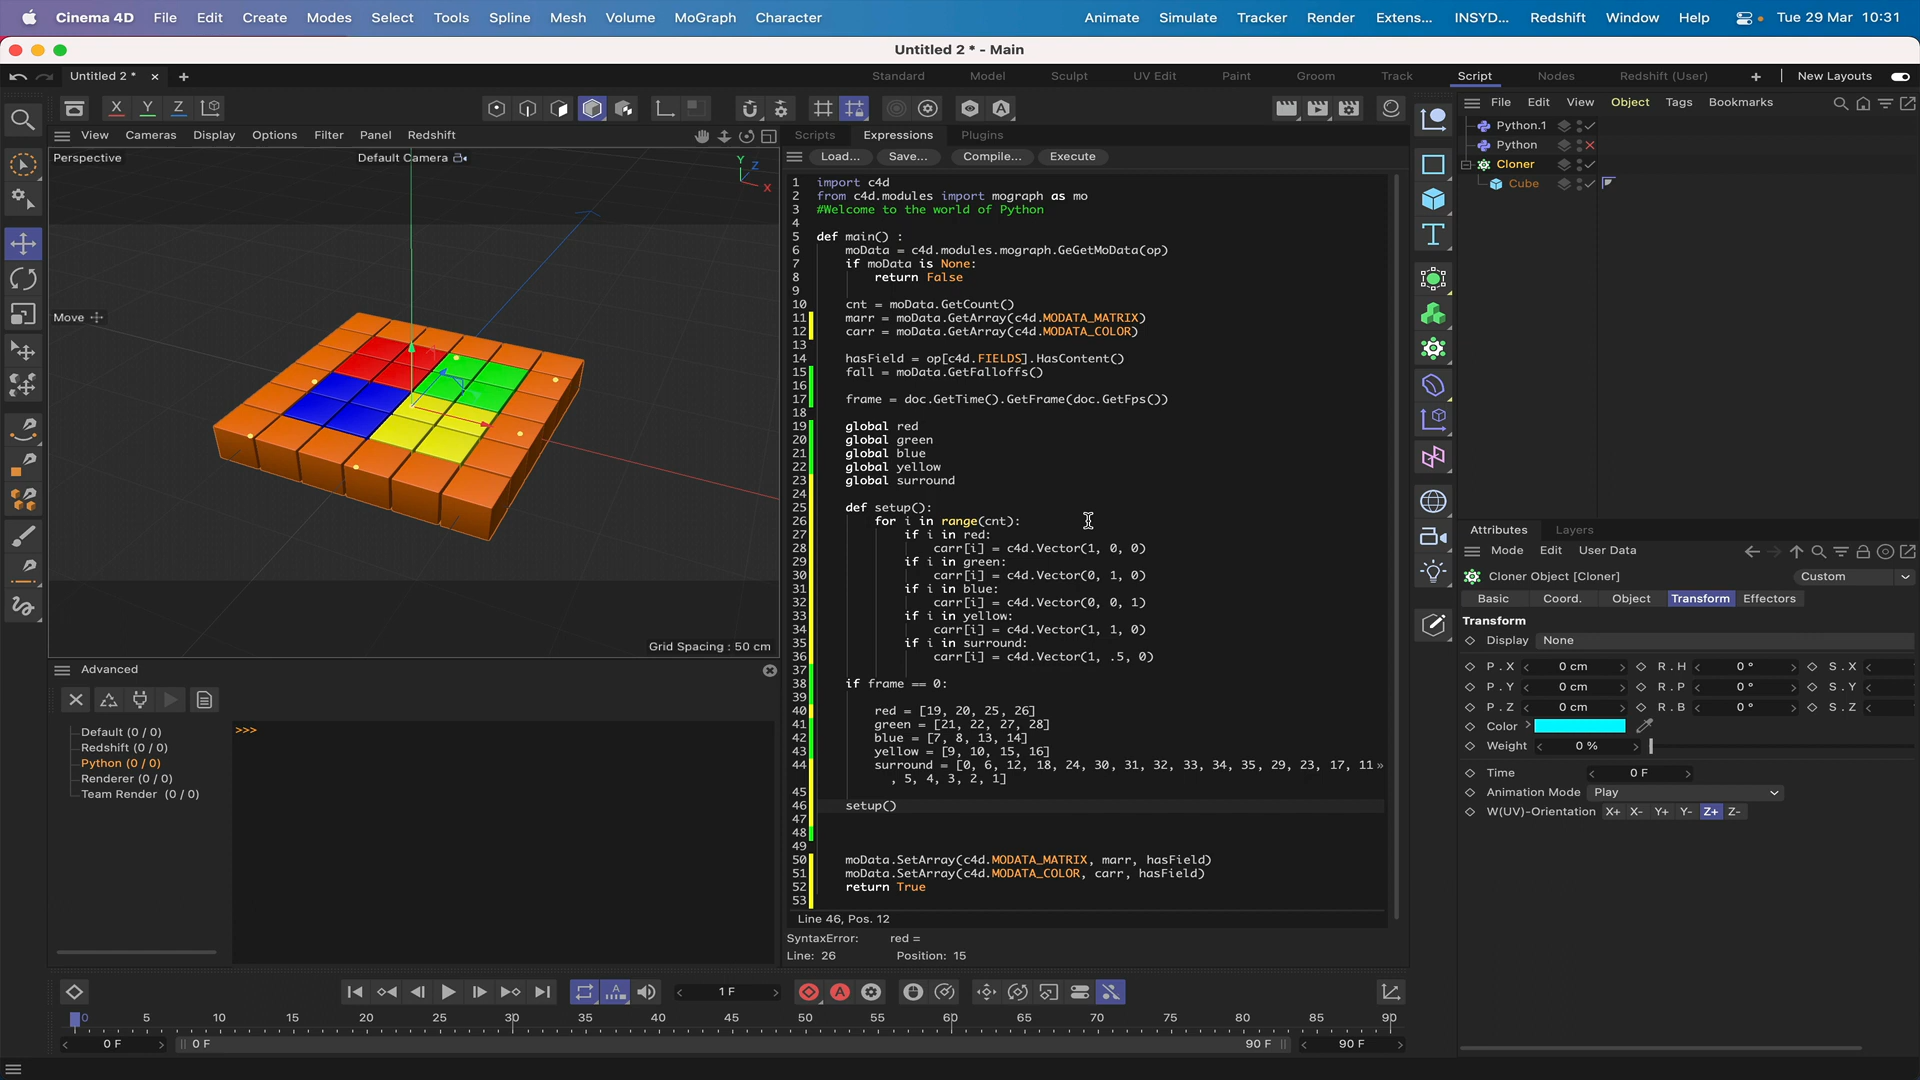 Cinema 4D File Edit Create Modes Select Tools Spline Mesh Volume MoGraph Character Animate Simulate Tracker Render Extens... INSYD... Redshift Window Help Tue 29 Mar 10:31
Untitled 2 * - Main
Untitled 2 * × + Standard Model Sculpt UV Edit Paint Groom Track Script Nodes Redshift (User) + New Layouts
X Y Z
File Edit View Object Tags Bookmarks
View Cameras Display Options Filter Panel Redshift
Scripts Expressions Plugins
Load... Save... Compile... Execute
Perspective
Default Camera
Y Z X
Move
Grid Spacing : 50 cm
1 import c4d
2 from c4d.modules import mograph as mo
3 #Welcome to the world of Python
4
5 def main() :
6 moData = c4d.modules.mograph.GeGetMoData(op)
7 if moData is None:
8 return False
9
10 cnt = moData.GetCount()
11 marr = moData.GetArray(c4d.MODATA_MATRIX)
12 carr = moData.GetArray(c4d.MODATA_COLOR)
13
14 hasField = op[c4d.FIELDS].HasContent()
15 fall = moData.GetFalloffs()
16
17 frame = doc.GetTime().GetFrame(doc.GetFps())
18
19 global red
20 global green
21 global blue
22 global yellow
23 global surround
24
25 def setup():
26 for i in range(cnt):
27 if i in red:
28 carr[i] = c4d.Vector(1, 0, 0)
29 if i in green:
30 carr[i] = c4d.Vector(0, 1, 0)
31 if i in blue:
32 carr[i] = c4d.Vector(0, 0, 1)
33 if i in yellow:
34 carr[i] = c4d.Vector(1, 1, 0)
35 if i in surround:
36 carr[i] = c4d.Vector(1, .5, 0)
37
38 if frame == 0:
39
40 red = [19, 20, 25, 26]
41 green = [21, 22, 27, 28]
42 blue = [7, 8, 13, 14]
43 yellow = [9, 10, 15, 16]
44 surround = [0, 6, 12, 18, 24, 30, 31, 32, 33, 34, 35, 29, 23, 17, 11»
, 5, 4, 3, 2, 1]
45
46 setup()
47
48
49
50 moData.SetArray(c4d.MODATA_MATRIX, marr, hasField)
51 moData.SetArray(c4d.MODATA_COLOR, carr, hasField)
52 return True
53
Line 46, Pos. 12
SyntaxError: red =
Line: 26 Position: 15
Python.1
Python
Cloner
Cube
Attributes Layers
Mode Edit User Data
Cloner Object [Cloner] Custom
Basic Coord. Object Transform Effectors
Transform
Display None
P . X 0 cm R . H 0 ° S . X
P . Y 0 cm R . P 0 ° S . Y
P . Z 0 cm R . B 0 ° S . Z
Color
Weight 0 %
Time 0 F
Animation Mode Play
W(UV)-Orientation X+ X- Y+ Y- Z+ Z-
Advanced
Default (0 / 0)
Redshift (0 / 0)
Python (0 / 0)
Renderer (0 / 0)
Team Render (0 / 0)
>>>
1 F
0 5 10 15 20 25 30 35 40 45 50 55 60 65 70 75 80 85 90
0 F 0 F 90 F 90 F